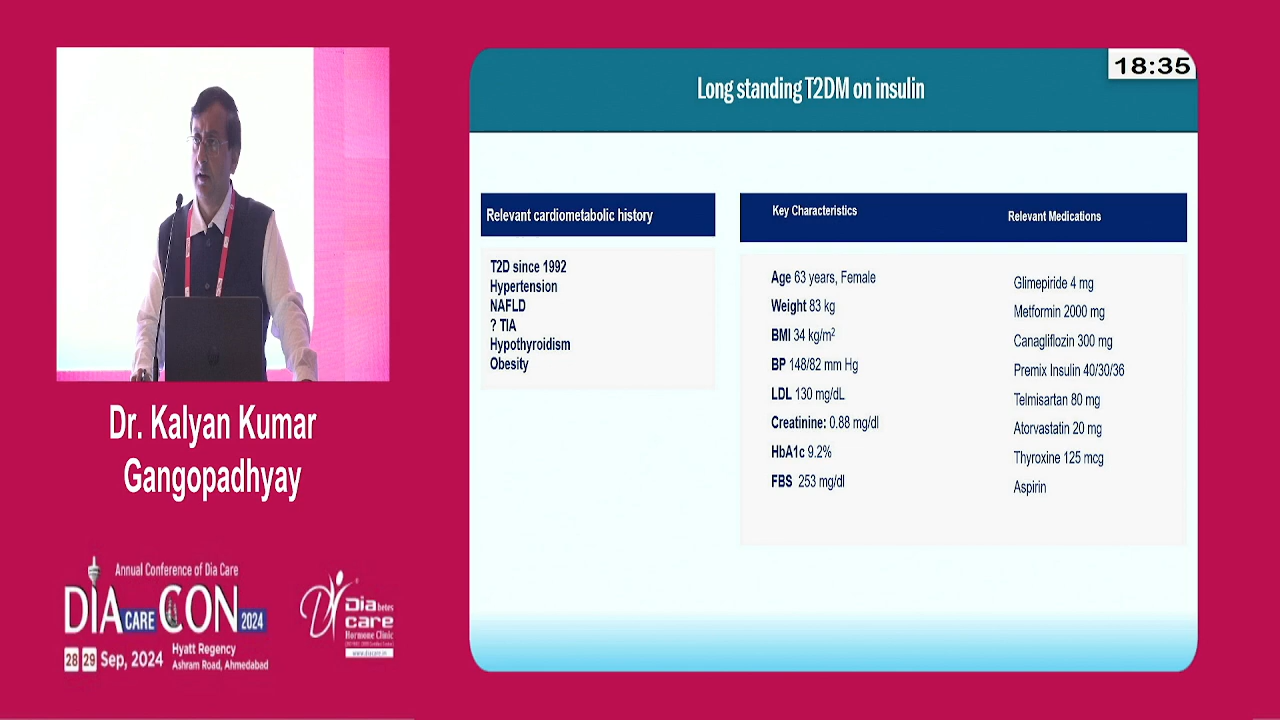 18:35
Long standing T2DM on insulin
Relevant cardiometabolic history
T2D since 1992
Hypertension
NAFLD
? TIA
Hypothyroidism
Obesity
Key Characteristics
Relevant Medications
Age 63 years, Female
Weight 83 kg
BMI 34 kg/m²
BP 148/82 mm Hg
LDL 130 mg/dL
Creatinine: 0.88 mg/dl
HbA1c 9.2%
FBS 253 mg/dl
Glimepiride 4 mg
Metformin 2000 mg
Canagliflozin 300 mg
Premix Insulin 40/30/36
Telmisartan 80 mg
Atorvastatin 20 mg
Thyroxine 125 mcg
Aspirin
Dr. Kalyan Kumar
Gangopadhyay
Annual Conference of Dia Care
DIA CARE CON 2024
28 29 Sep, 2024
Hyatt Regency
Ashram Road, Ahmedabad
Diabetes
care
Hormone Clinic
www.diacare.in